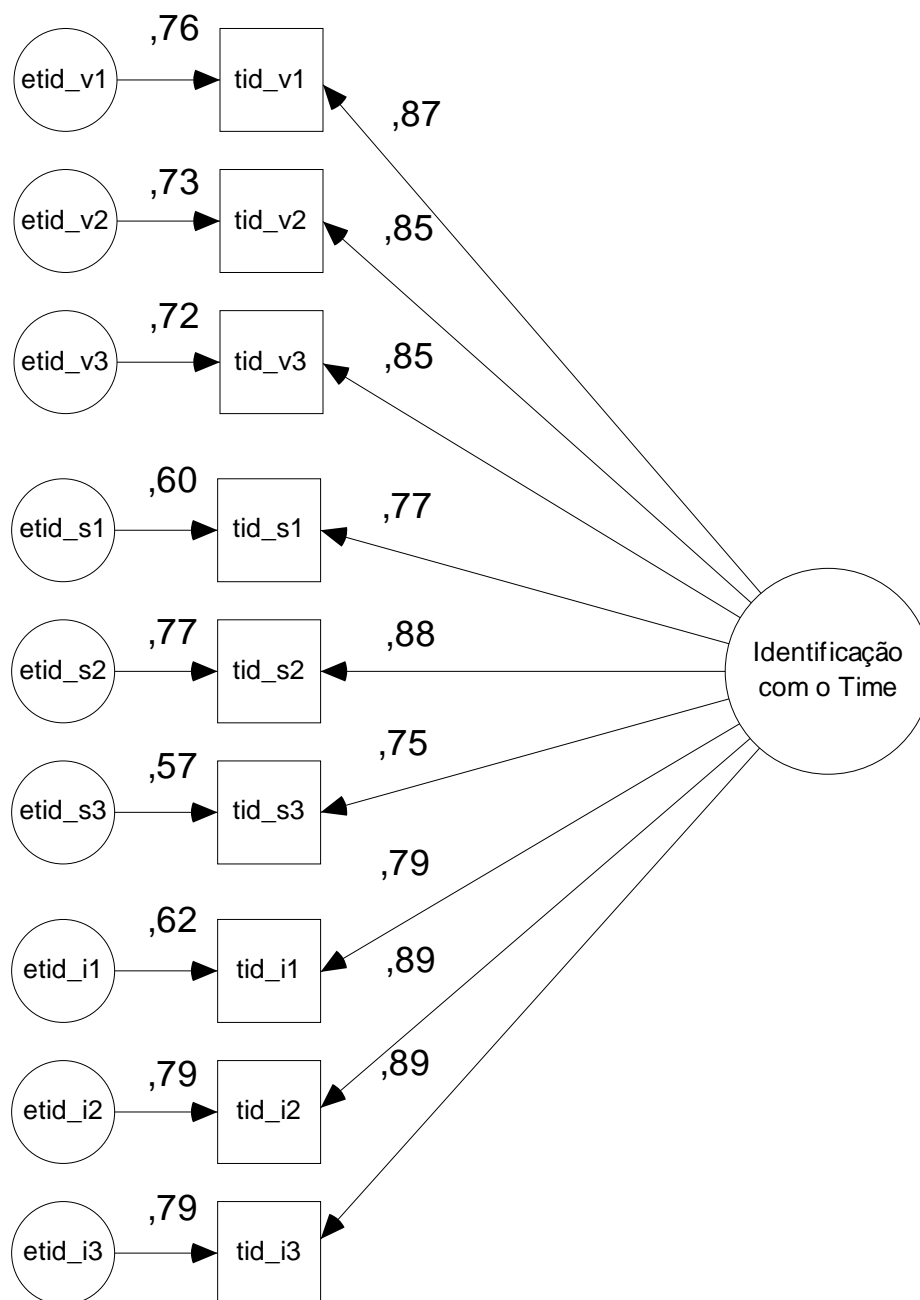 ,76
etid_v1
tid_v1
,87
,73
etid_v2
tid_v2
,85
,72
etid_v3
tid_v3
,85
,60
etid_s1
tid_s1
,77
,77
etid_s2
tid_s2
,88
Identificação
com o Time
,57
etid_s3
tid_s3
,75
,62
etid_i1
tid_i1
,79
,79
etid_i2
tid_i2
,89
,79
etid_i3
tid_i3
,89